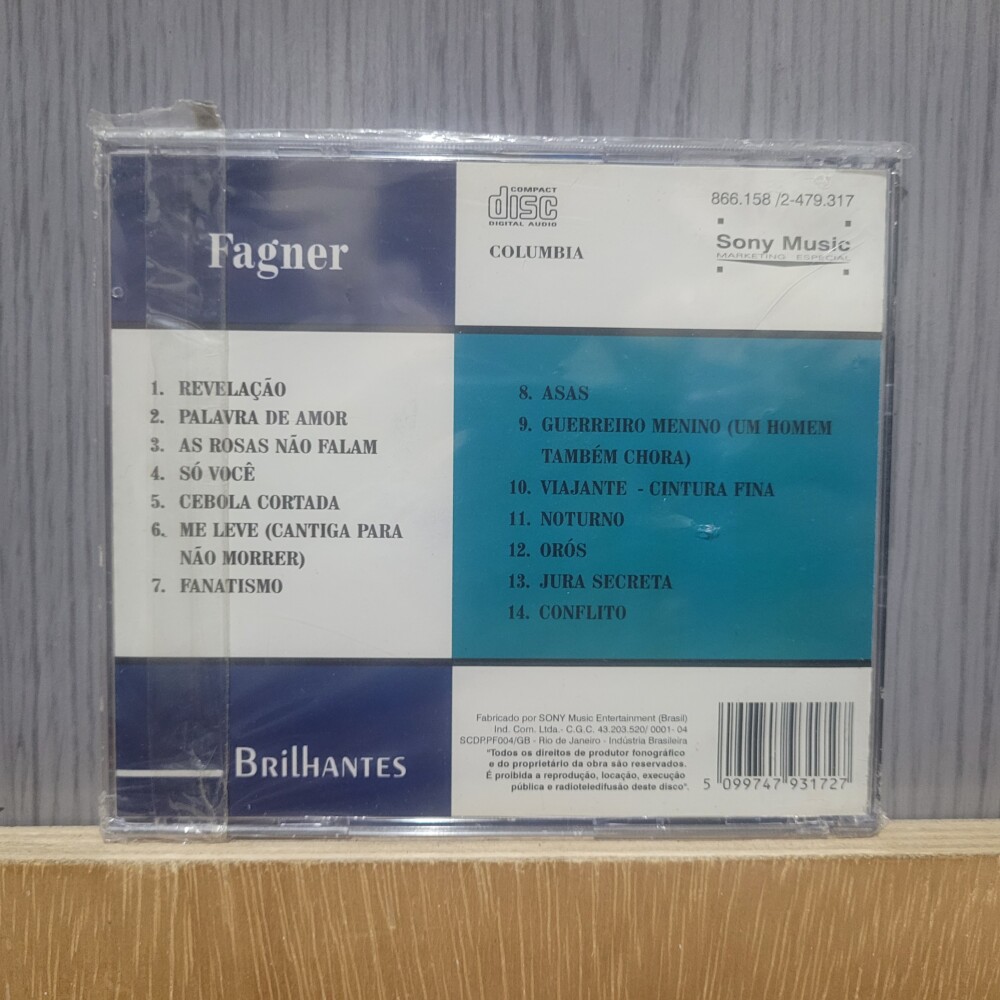 Fagner
COMPACT
disc
DIGITAL AUDIO
COLUMBIA
866.158 /2-479.317
Sony Music
MARKETING ESPECIAL
1. REVELAÇÃO
2. PALAVRA DE AMOR
3. AS ROSAS NÃO FALAM
4. SÓ VOCÊ
5. CEBOLA CORTADA
6. ME LEVE (CANTIGA PARA
NÃO MORRER)
7. FANATISMO
8. ASAS
9. GUERREIRO MENINO (UM HOMEM
TAMBÉM CHORA)
10. VIAJANTE - CINTURA FINA
11. NOTURNO
12. ORÓS
13. JURA SECRETA
14. CONFLITO
BRILHANTES
Fabricado por SONY Music Entertainment (Brasil)
Ind. Com. Ltda.- C.G.C. 43.203.520/ 0001- 04
SCDP.PF004/GB - Rio de Janeiro - Indústria Brasileira
"Todos os direitos de produtor fonográfico
e do proprietário da obra são reservados.
É proibida a reprodução, locação, execução
pública e radioteledifusão deste disco".
5 099747 931727